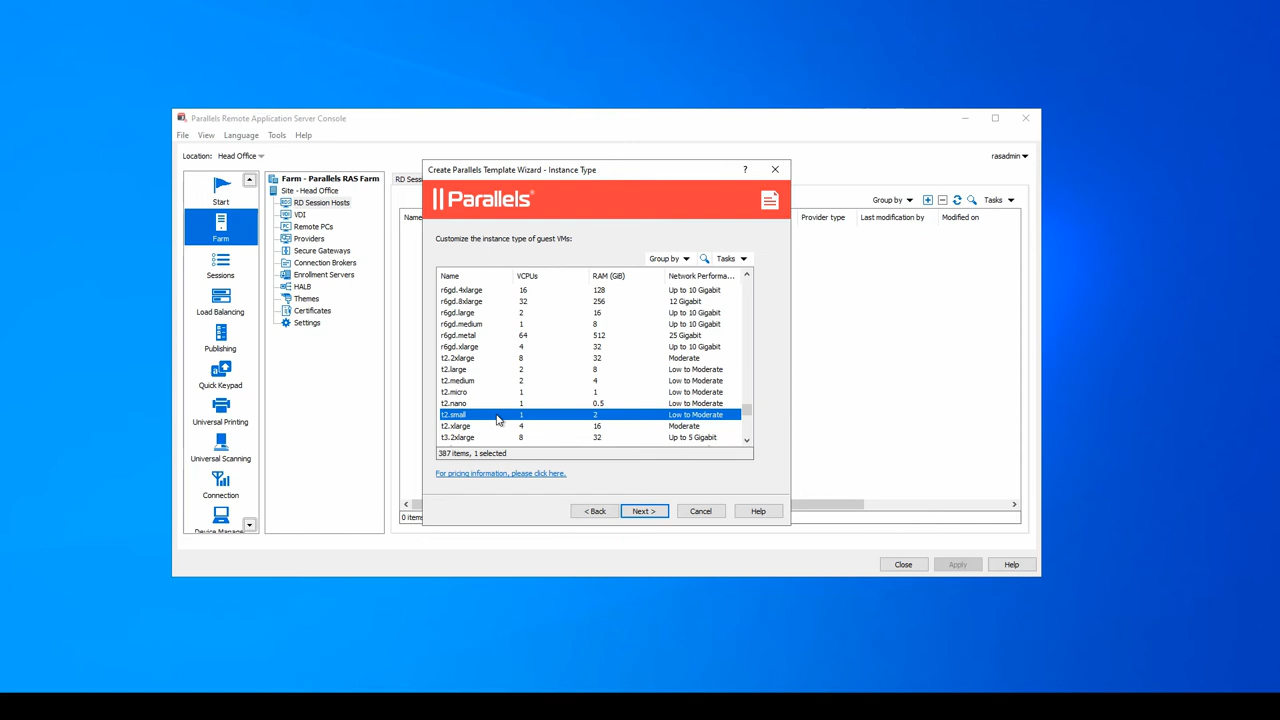 Parallels Remote Application Server Console
File View Language Tools Help
Location: Head Office
rasadmin
Start
Farm
Sessions
Load Balancing
Publishing
Quick Keypad
Universal Printing
Universal Scanning
Connection
Farm - Parallels RAS Farm
Site - Head Office
RD Session Hosts
VDI
Remote PCs
Providers
Secure Gateways
Connection Brokers
Enrollment Servers
HALB
Themes
Certificates
Settings
Group by Tasks
Provider type Last modification by Modified on
Create Parallels Template Wizard - Instance Type ?
Parallels®
Customize the instance type of guest VMs:
Group by Tasks
Name VCPUs RAM (GiB) Network Performa...
r6gd.4xlarge 16 128 Up to 10 Gigabit
r6gd.8xlarge 32 256 12 Gigabit
r6gd.large 2 16 Up to 10 Gigabit
r6gd.medium 1 8 Up to 10 Gigabit
r6gd.metal 64 512 25 Gigabit
r6gd.xlarge 4 32 Up to 10 Gigabit
t2.2xlarge 8 32 Moderate
t2.large 2 8 Low to Moderate
t2.medium 2 4 Low to Moderate
t2.micro 1 1 Low to Moderate
t2.nano 1 0.5 Low to Moderate
t2.small 1 2 Low to Moderate
t2.xlarge 4 16 Moderate
t3.2xlarge 8 32 Up to 5 Gigabit
387 items, 1 selected
For pricing information, please click here.
< Back Next > Cancel Help
Close Apply Help